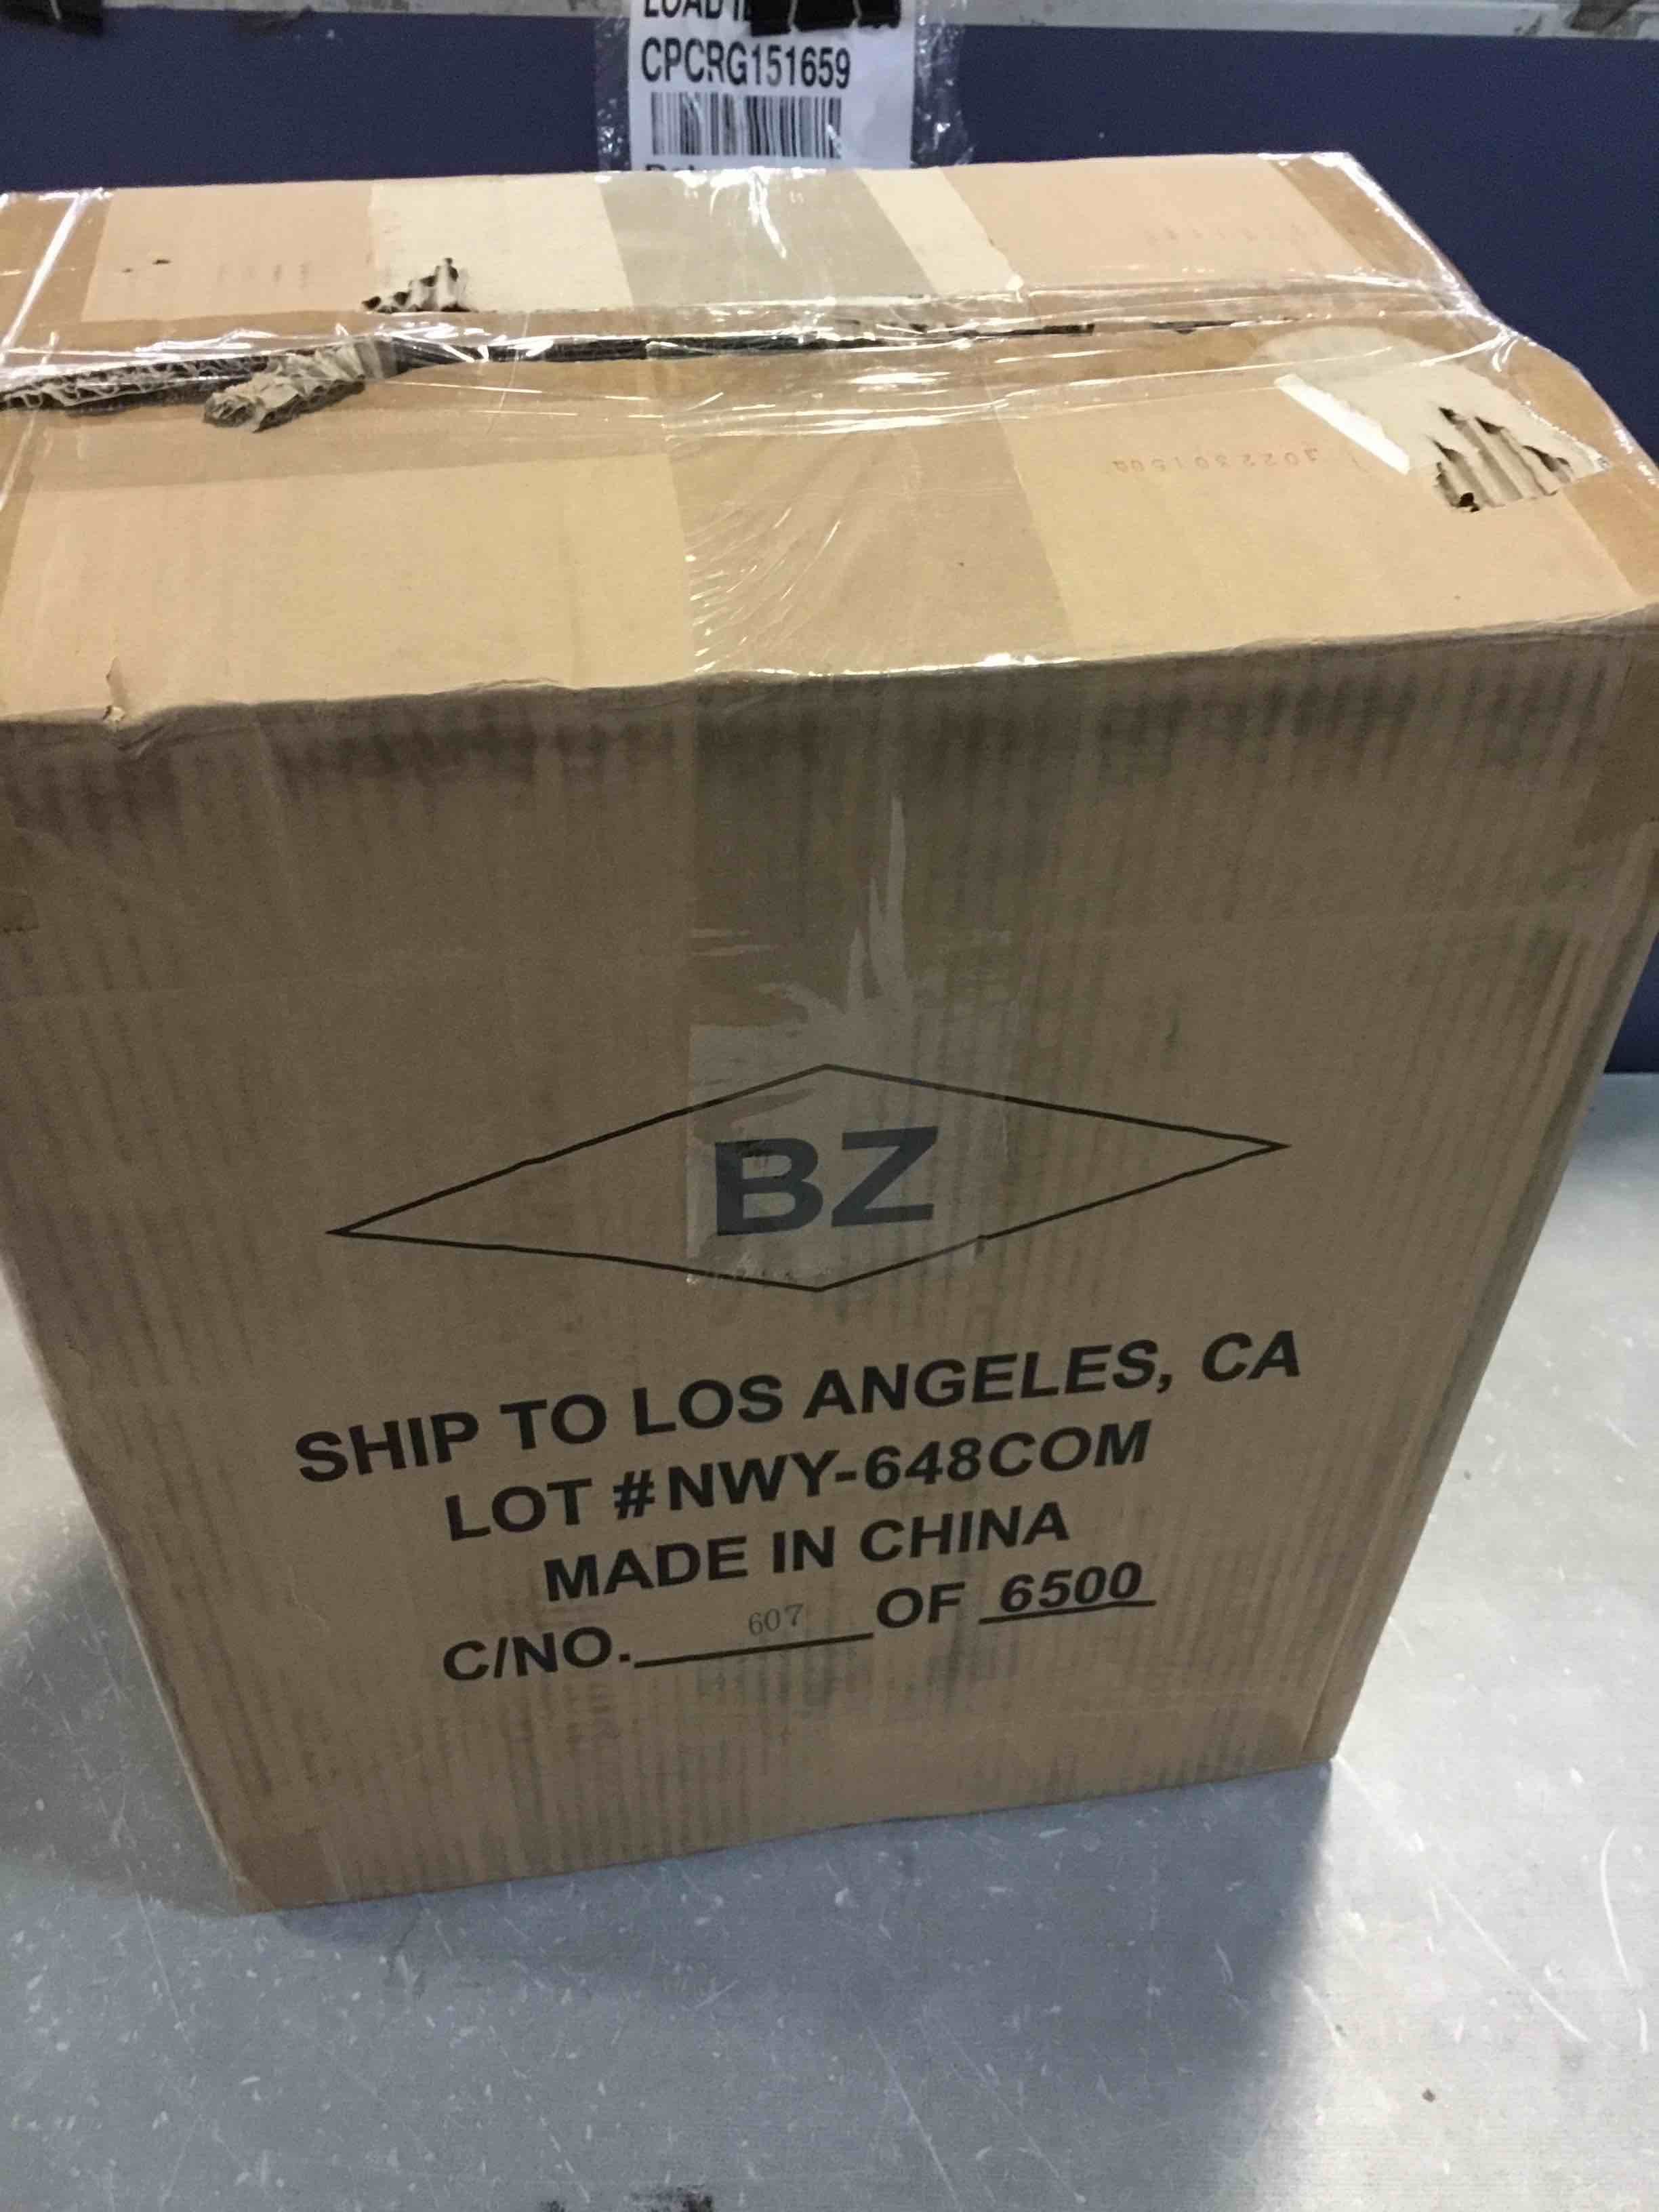 CPCRG151659
BZ
SHIP TO LOS ANGELES, CA
LOT #NWY-648COM
MADE IN CHINA
C/NO. 607 OF 6500